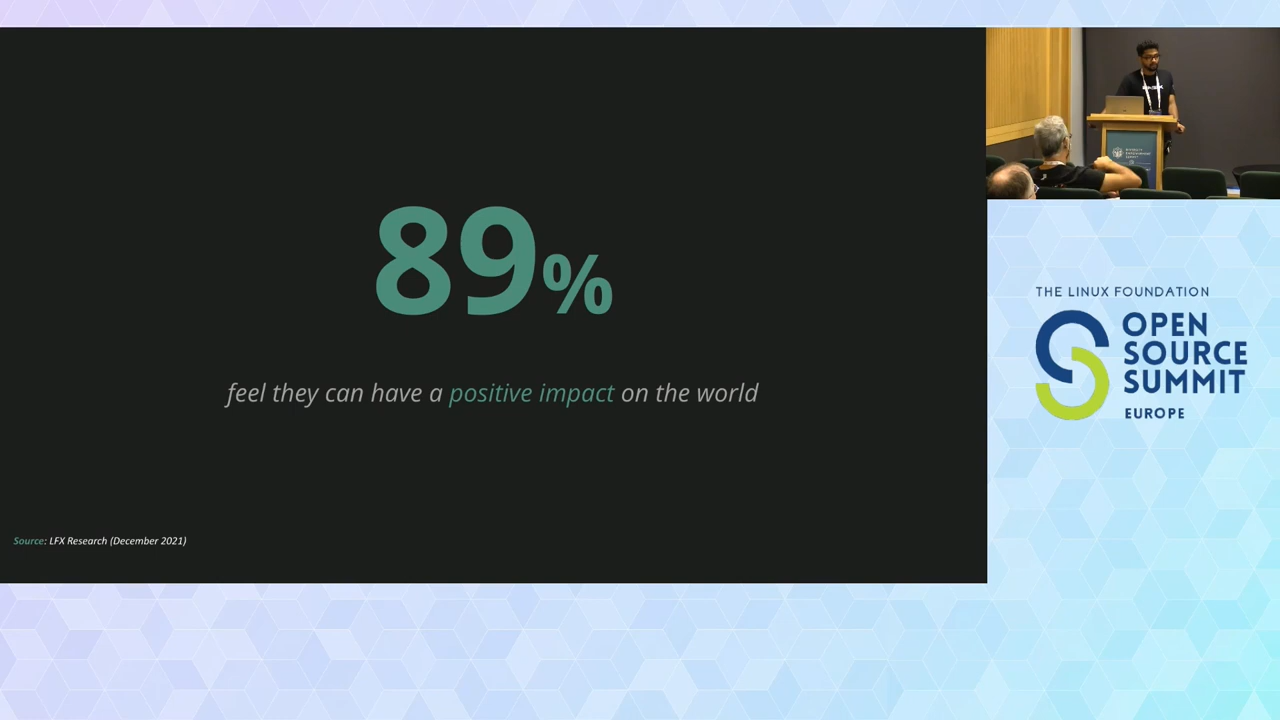 89%
feel they can have a positive impact on the world
Source: LFX Research (December 2021)
THE LINUX FOUNDATION
OPEN
SOURCE
SUMMIT
EUROPE